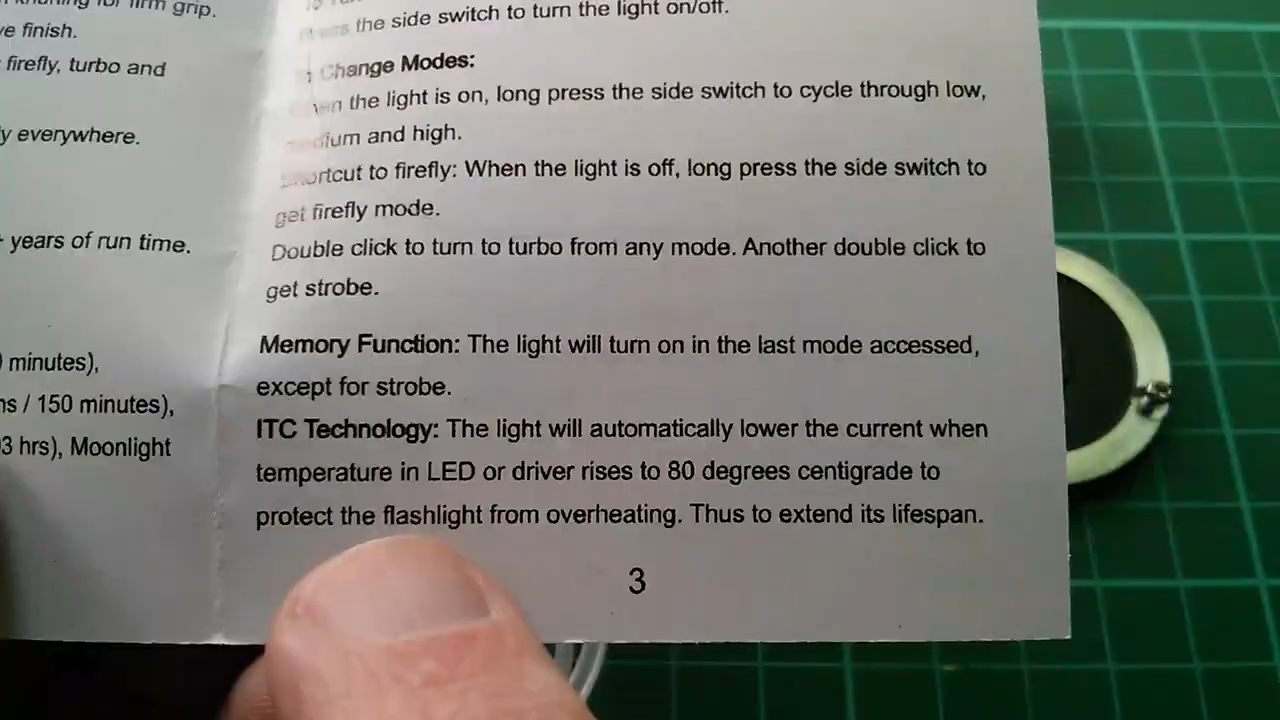 firm grip.
finish.
firefly, turbo and
everywhere.
years of run time.
minutes),
/ 150 minutes),
3 hrs), Moonlight
the side switch to turn the light on/off.
Change Modes:
the light is on, long press the side switch to cycle through low,
and high.
to firefly: When the light is off, long press the side switch to
get firefly mode.
Double click to turn to turbo from any mode. Another double click to
get strobe.
Memory Function: The light will turn on in the last mode accessed,
except for strobe.
ITC Technology: The light will automatically lower the current when
temperature in LED or driver rises to 80 degrees centigrade to
protect the flashlight from overheating. Thus to extend its lifespan.
3